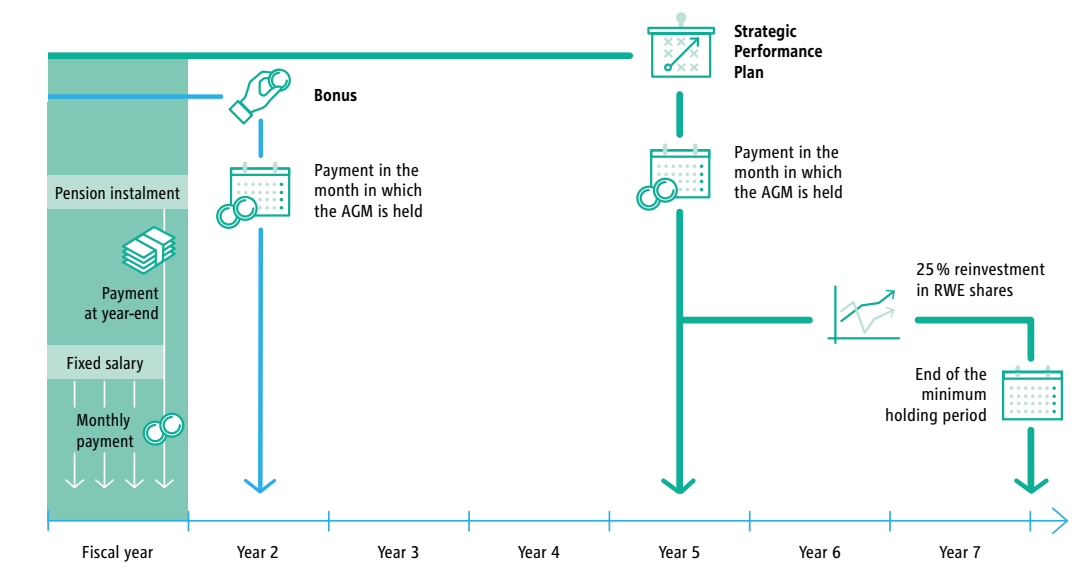 Strategic
Performance
Plan
Bonus
Payment in the
month in which
the AGM is held
Payment in the
month in which
the AGM is held
Pension instalment
Payment
at year-end
25 % reinvestment
in RWE shares
Fixed salary
End of the
minimum
holding period
Monthly
payment
Fiscal year
Year 2
Year 3
Year 4
Year 5
Year 6
Year 7